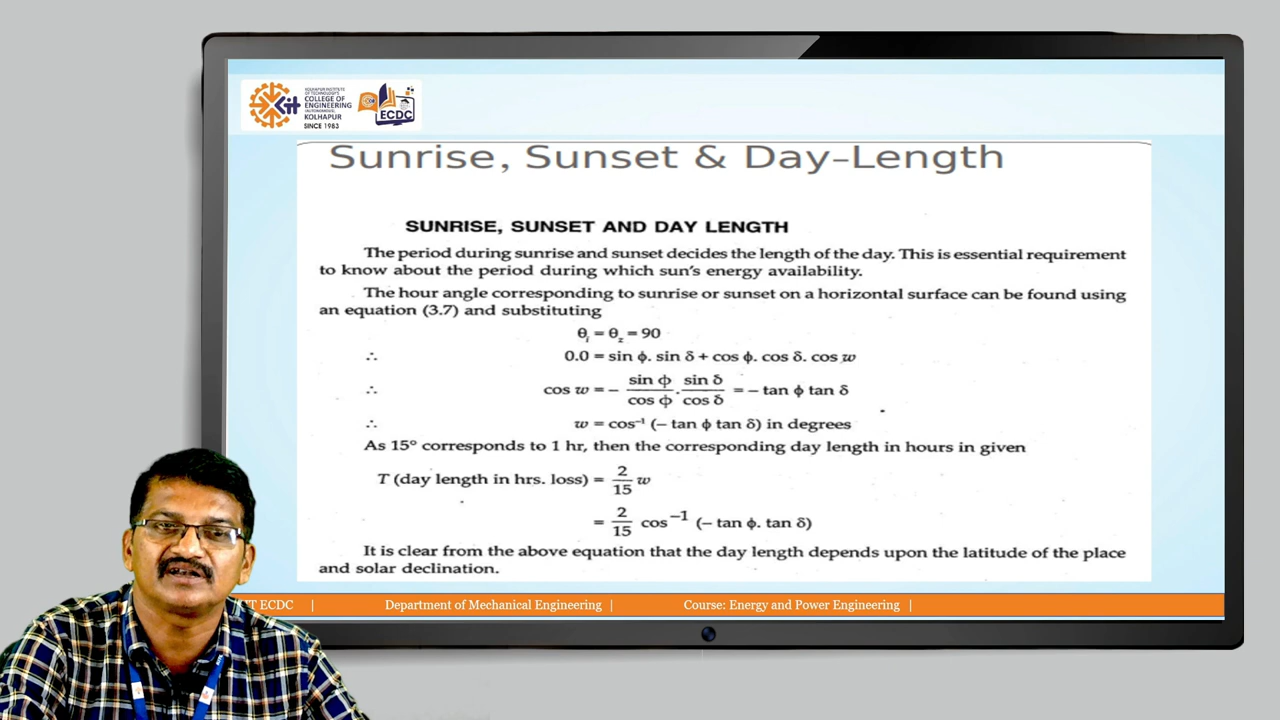 KOLHAPUR INSTITUTE
OF TECHNOLOGY'S
COLLEGE OF
ENGINEERING
(AUTONOMOUS),
KOLHAPUR
SINCE 1983
KIT
ECDC
Sunrise, Sunset & Day-Length
SUNRISE, SUNSET AND DAY LENGTH
The period during sunrise and sunset decides the length of the day. This is essential requirement
to know about the period during which sun's energy availability.
The hour angle corresponding to sunrise or sunset on a horizontal surface can be found using
an equation (3.7) and substituting
θi = θz = 90
∴ 0.0 = sin ϕ. sin δ + cos ϕ. cos δ. cos w
∴ cos w = − sin ϕ/cos ϕ . sin δ/cos δ = − tan ϕ tan δ
∴ w = cos⁻¹ (− tan ϕ tan δ) in degrees
As 15° corresponds to 1 hr, then the corresponding day length in hours in given
T (day length in hrs. loss) = 2/15 w
= 2/15 cos⁻¹ (− tan ϕ. tan δ)
It is clear from the above equation that the day length depends upon the latitude of the place
and solar declination.
ECDC | Department of Mechanical Engineering | Course: Energy and Power Engineering |